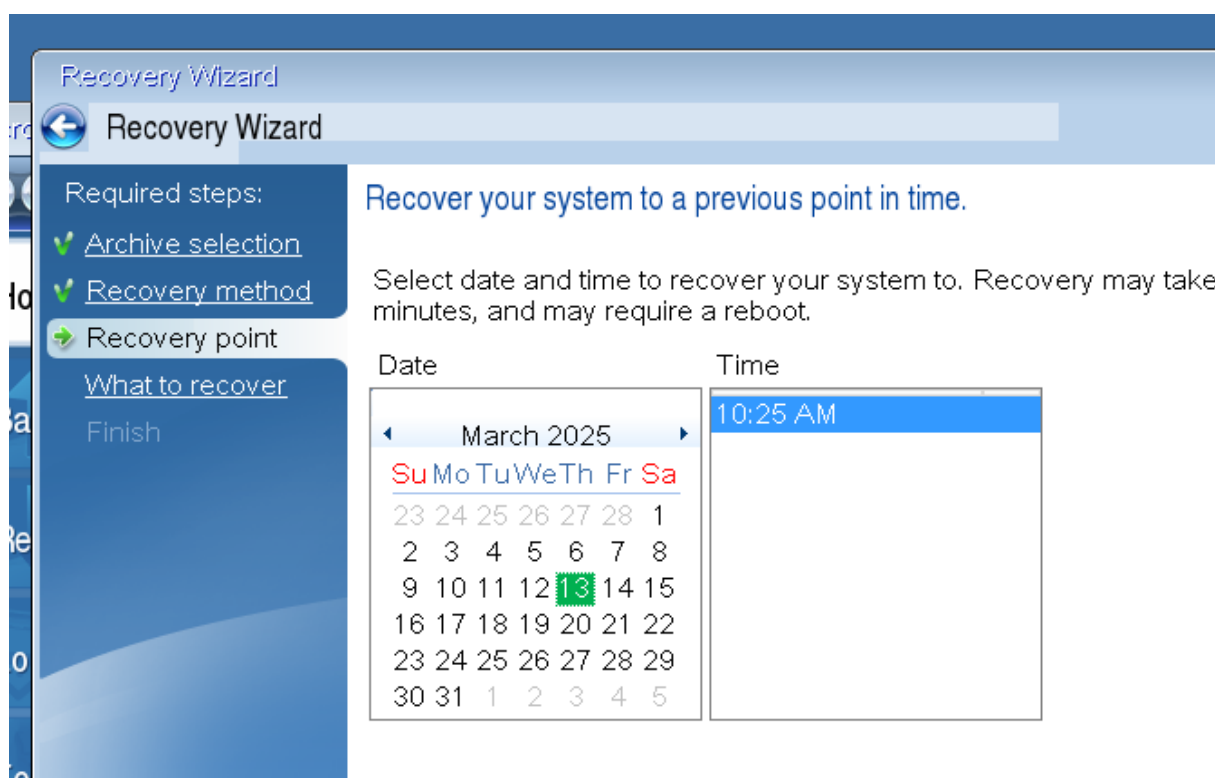 Recovery Wizard
Recovery Wizard
Required steps:
Archive selection
Recovery method
Recovery point
What to recover
Finish
Recover your system to a previous point in time.
Select date and time to recover your system to. Recovery may take
minutes, and may require a reboot.
Date
Time
March 2025
Su Mo Tu We Th Fr Sa
23 24 25 26 27 28 1
2 3 4 5 6 7 8
9 10 11 12 13 14 15
16 17 18 19 20 21 22
23 24 25 26 27 28 29
30 31 1 2 3 4 5
10:25 AM